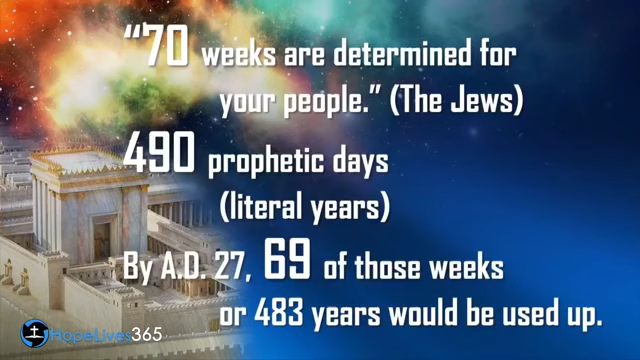 “70 weeks are determined for
your people.” (The Jews)
490 prophetic days
(literal years)
By A.D. 27, 69 of those weeks
or 483 years would be used up.
HopeLives365